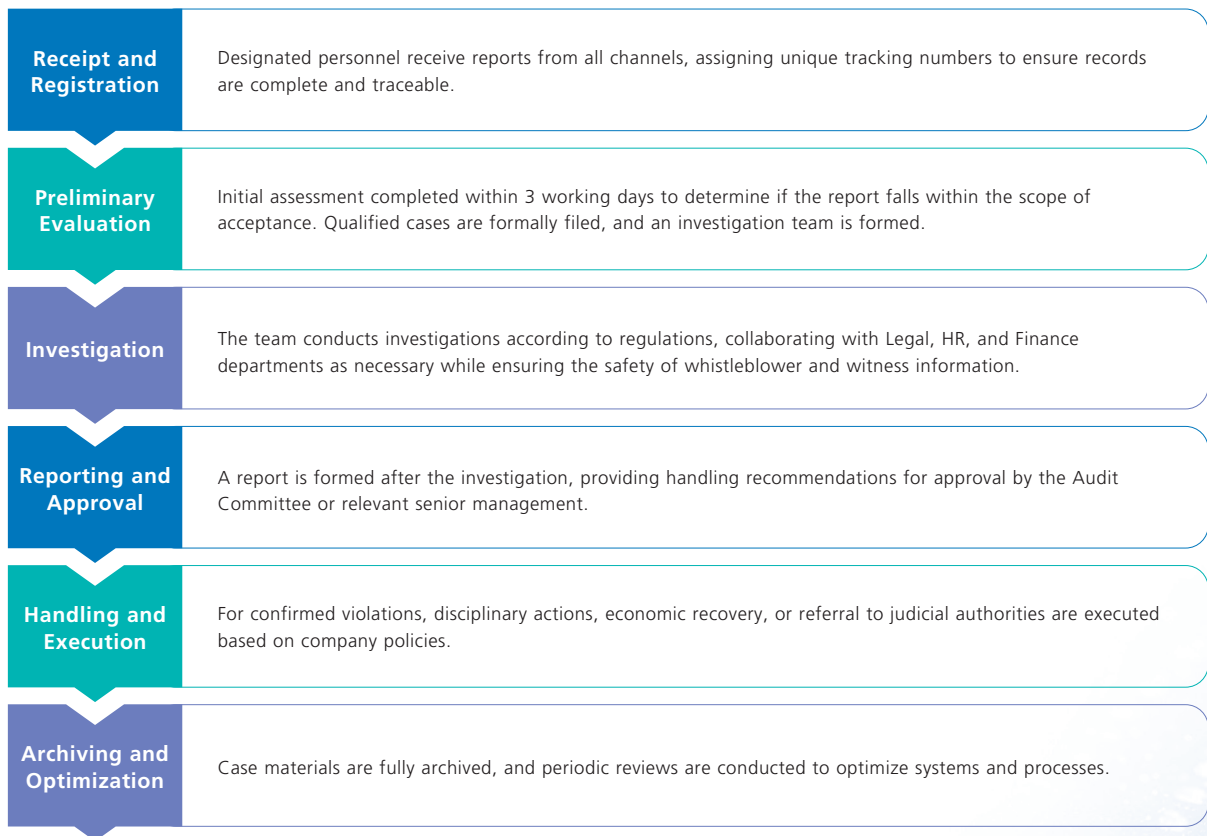 Receipt and
Registration
Designated personnel receive reports from all channels, assigning unique tracking numbers to ensure records
are complete and traceable.
Preliminary
Evaluation
Initial assessment completed within 3 working days to determine if the report falls within the scope of
acceptance. Qualified cases are formally filed, and an investigation team is formed.
Investigation
The team conducts investigations according to regulations, collaborating with Legal, HR, and Finance
departments as necessary while ensuring the safety of whistleblower and witness information.
Reporting and
Approval
A report is formed after the investigation, providing handling recommendations for approval by the Audit
Committee or relevant senior management.
Handling and
Execution
For confirmed violations, disciplinary actions, economic recovery, or referral to judicial authorities are executed
based on company policies.
Archiving and
Optimization
Case materials are fully archived, and periodic reviews are conducted to optimize systems and processes.